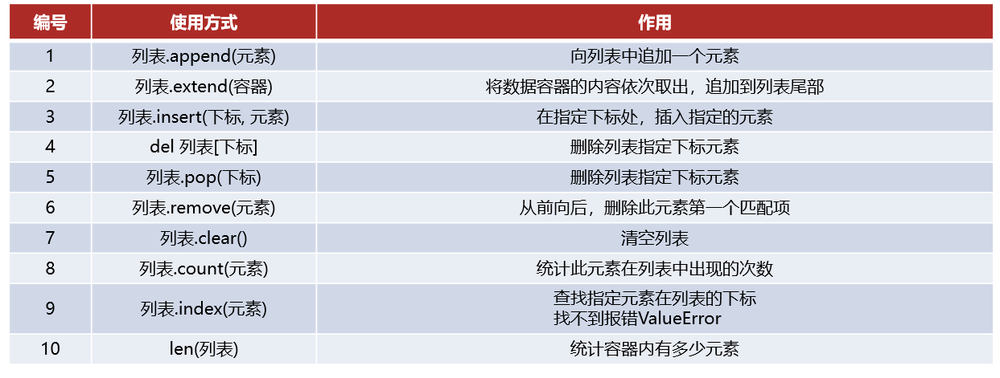 编号 使用方式 作用
1 列表.append(元素) 向列表中追加一个元素
2 列表.extend(容器) 将数据容器的内容依次取出，追加到列表尾部
3 列表.insert(下标, 元素) 在指定下标处，插入指定的元素
4 del 列表[下标] 删除列表指定下标元素
5 列表.pop(下标) 删除列表指定下标元素
6 列表.remove(元素) 从前向后，删除此元素第一个匹配项
7 列表.clear() 清空列表
8 列表.count(元素) 统计此元素在列表中出现的次数
9 列表.index(元素) 查找指定元素在列表的下标
找不到报错ValueError
10 len(列表) 统计容器内有多少元素